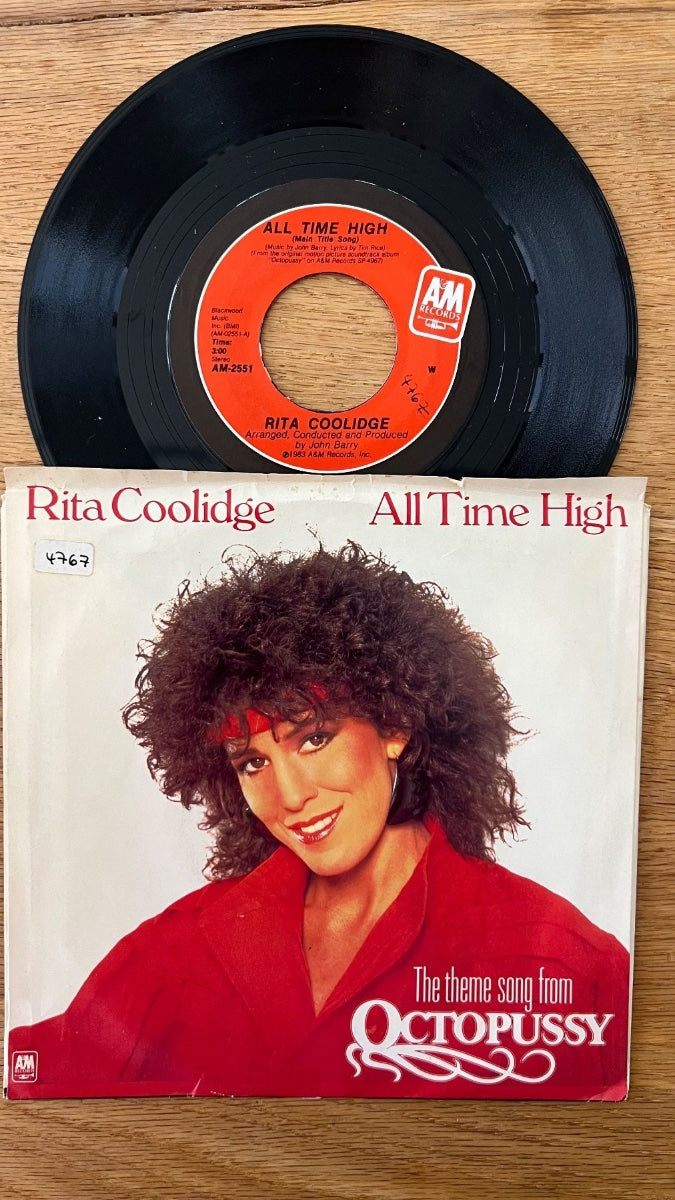 ALL TIME HIGH
(Main Title Song)
(Music by John Barry, Lyrics by Tim Rice)
(From the original motion picture soundtrack album
"Octopussy" on A&M Records SP-4967)
A&M
RECORDS
Blackwood
Music
Inc. (BMI)
(AM-02551-A)
Time:
3:00
Stereo
AM-2551
W
4767
RITA COOLIDGE
Arranged, Conducted and Produced
by John Barry
℗1983 A&M Records, Inc.
Rita Coolidge All Time High
4767
The theme song from
OCTOPUSSY
A&M
RECORDS